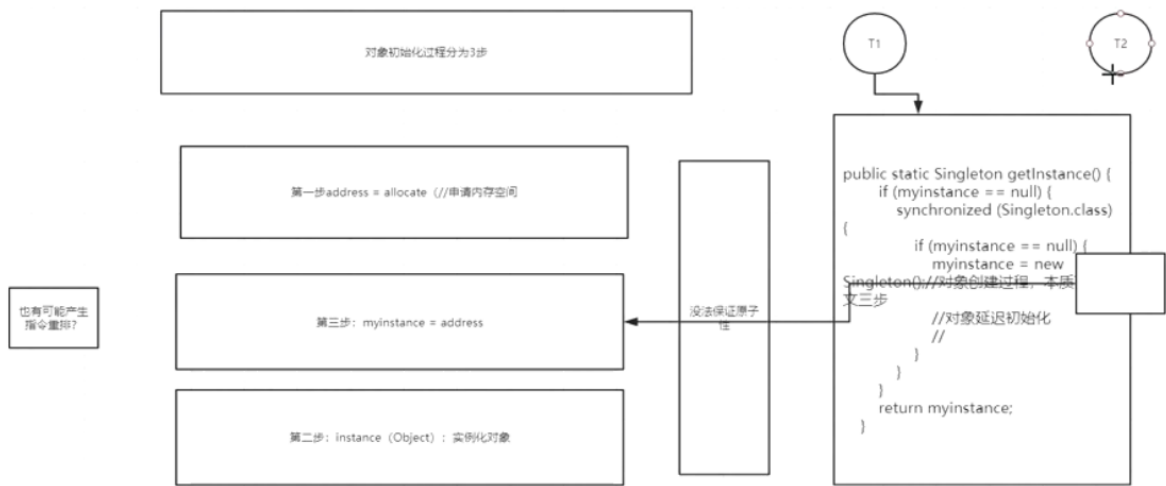 对象初始化过程分为3步
T1
T2
第一步address = allocate（//申请内存空间
第三步：myinstance = address
第二步：instance（Object）：实例化对象
也有可能产生
指令重排?
没法保证原子
性
public static Singleton getInstance() {
if (myinstance == null) {
synchronized (Singleton.class)
{
if (myinstance == null) {
myinstance = new
Singleton();//对象创建过程，本质
文三步
//对象延迟初始化
//
}
}
}
return myinstance;
}